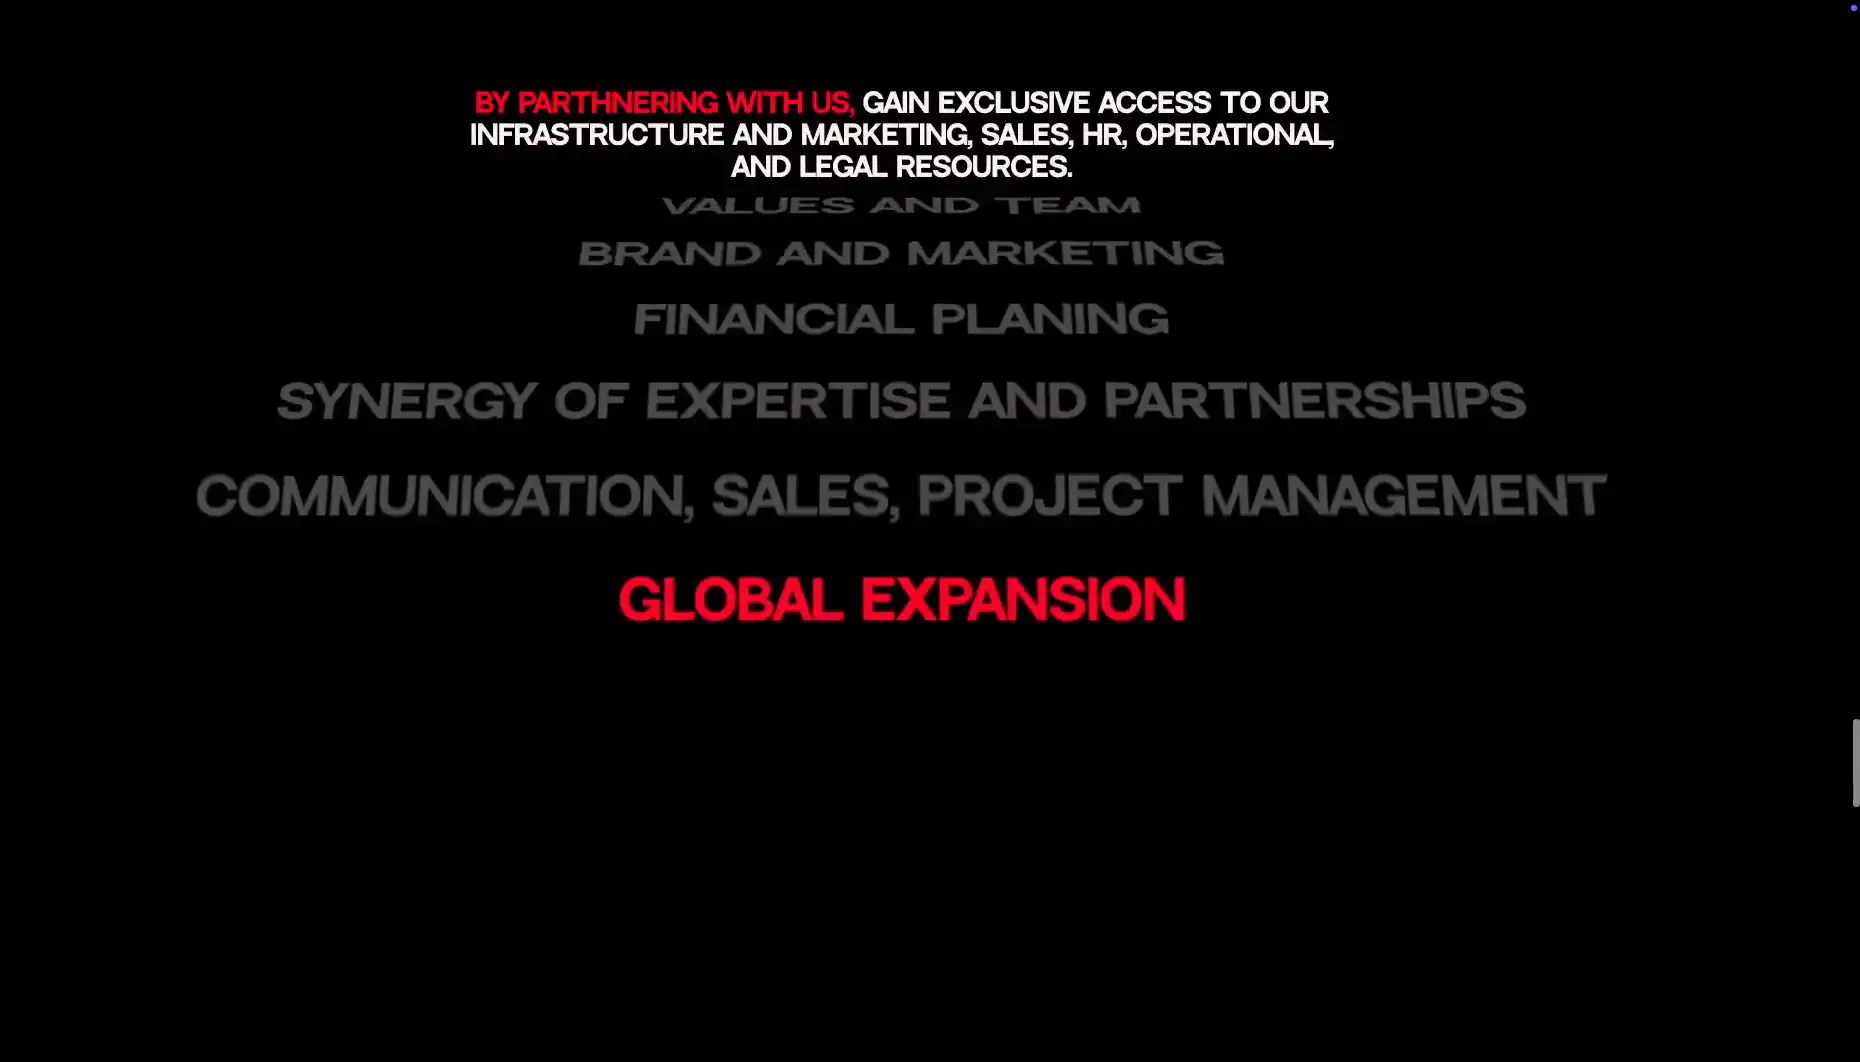 BY PARTHNERING WITH US, GAIN EXCLUSIVE ACCESS TO OUR
INFRASTRUCTURE AND MARKETING, SALES, HR, OPERATIONAL,
AND LEGAL RESOURCES.
VALUES AND TEAM
BRAND AND MARKETING
FINANCIAL PLANING
SYNERGY OF EXPERTISE AND PARTNERSHIPS
COMMUNICATION, SALES, PROJECT MANAGEMENT
GLOBAL EXPANSION